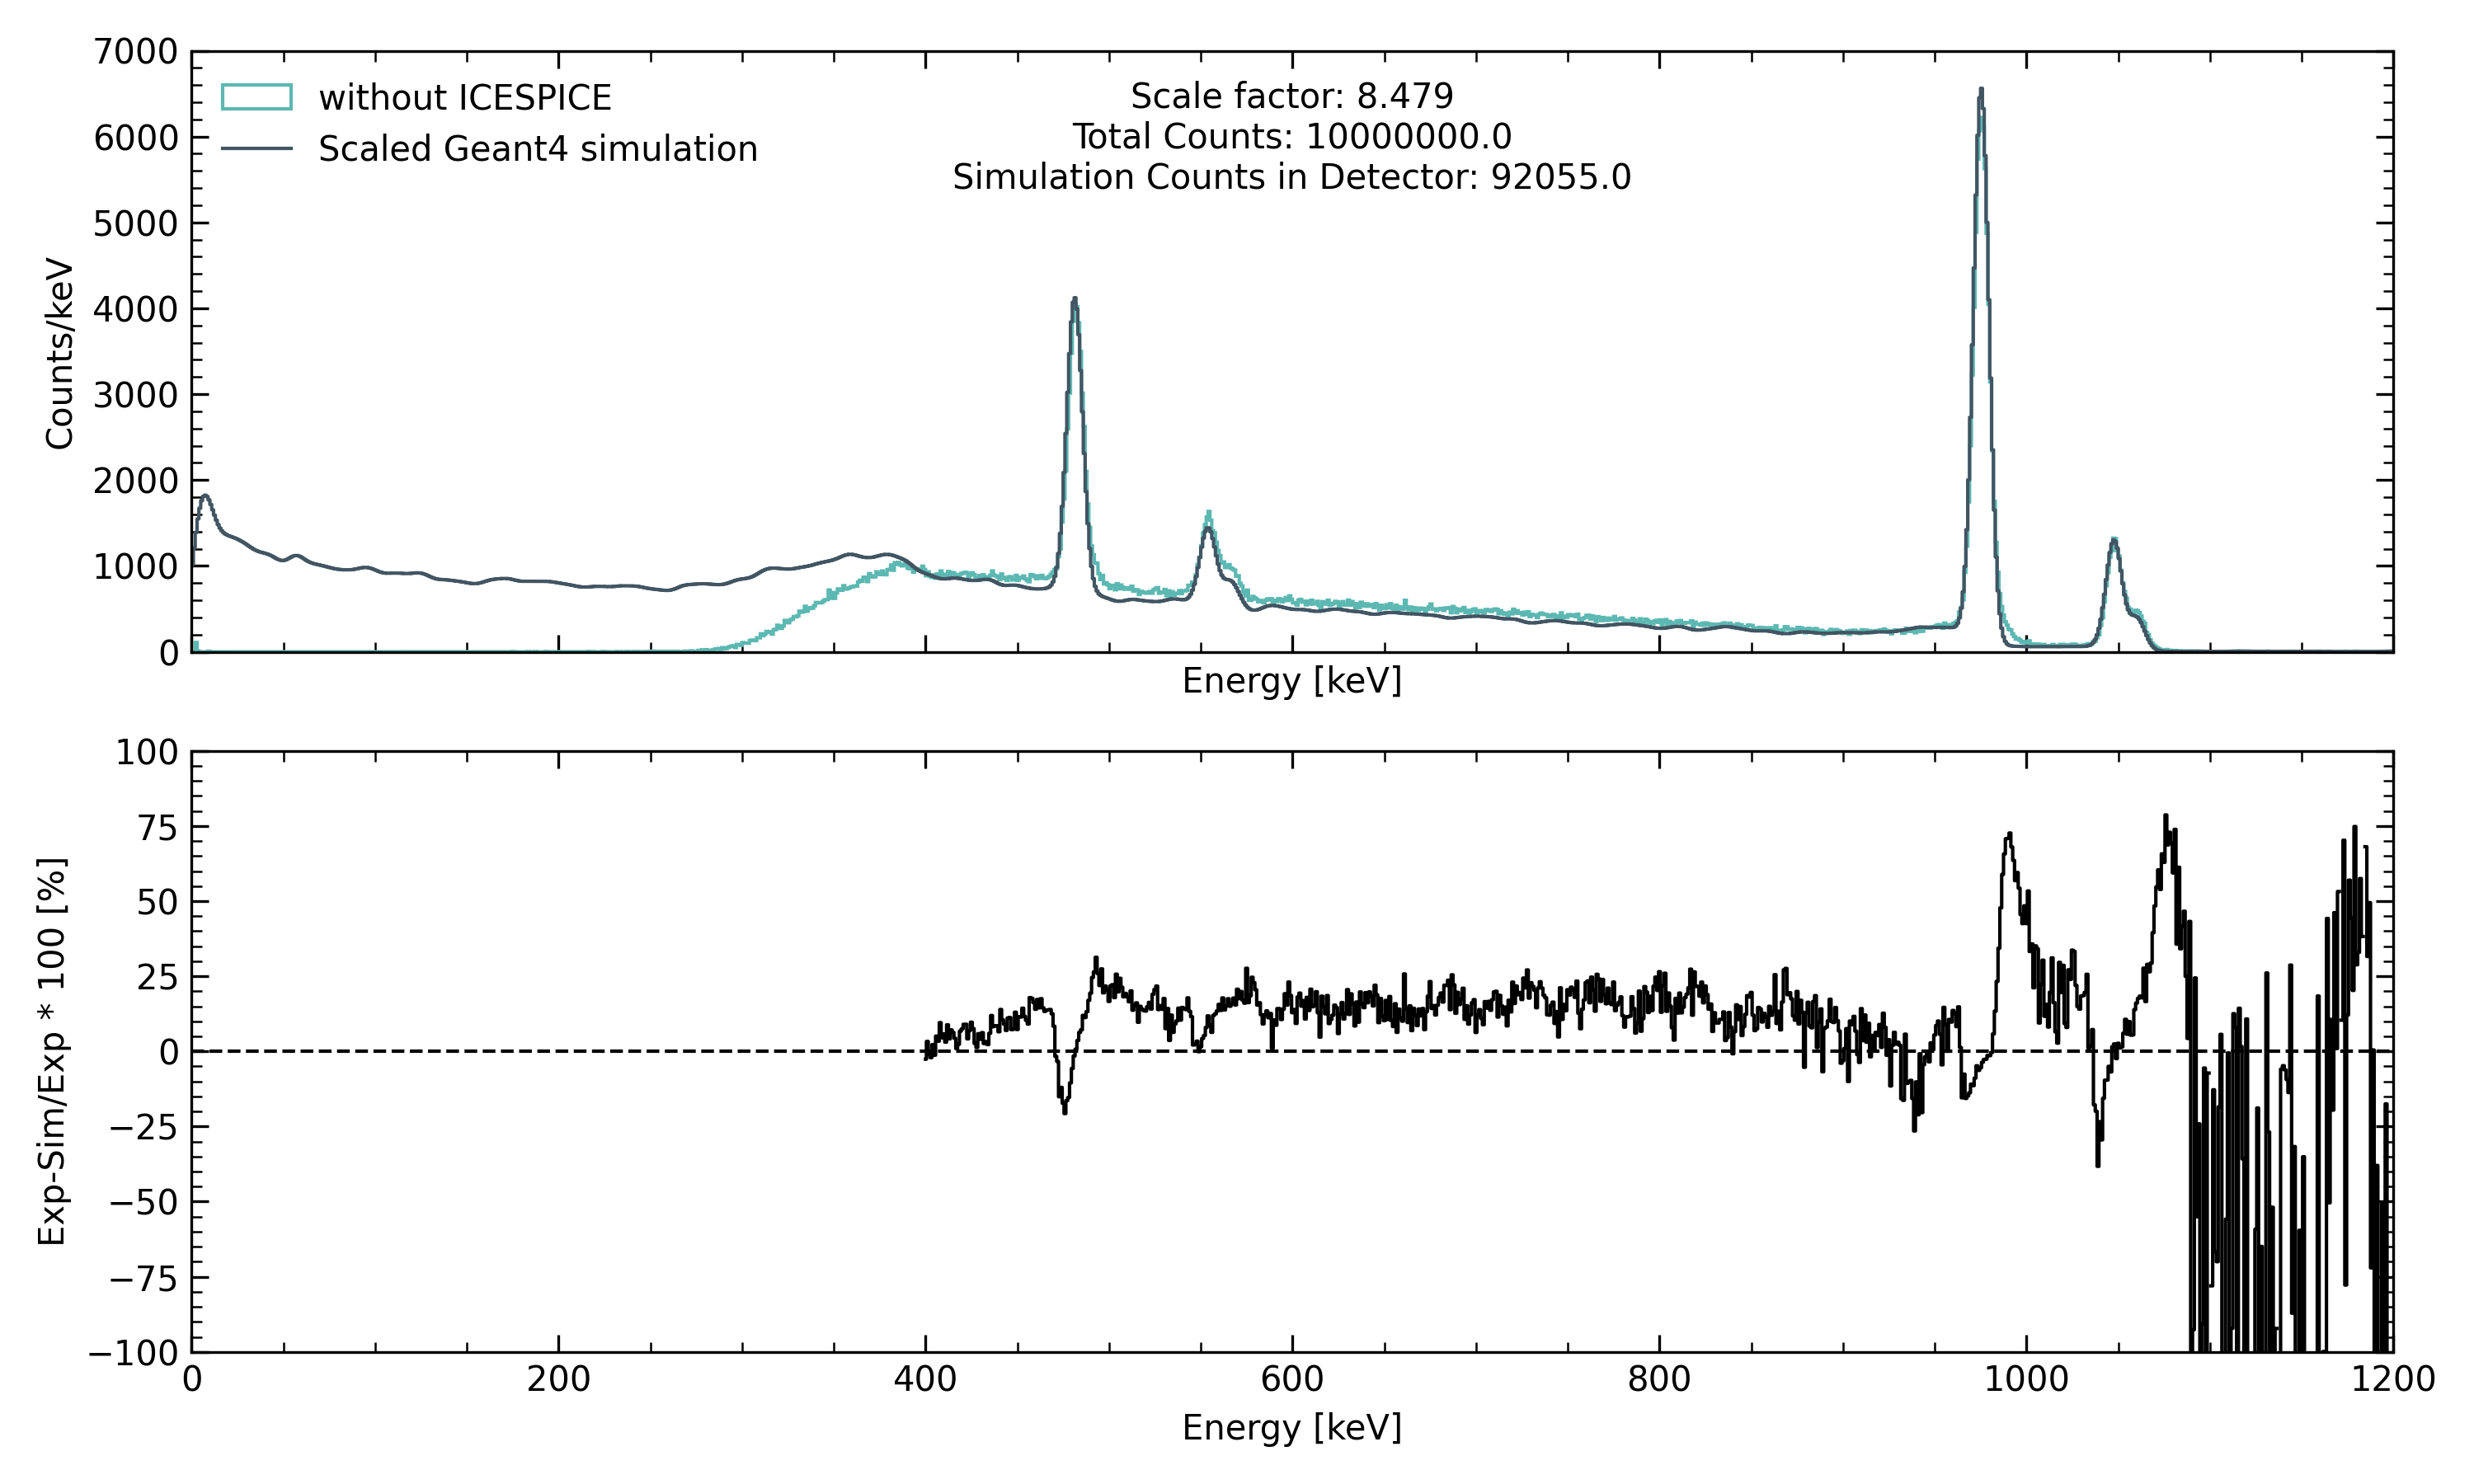 7000
6000
5000
4000
3000
2000
1000
0
Counts/keV
without ICESPICE
Scaled Geant4 simulation
Scale factor: 8.479
Total Counts: 10000000.0
Simulation Counts in Detector: 92055.0
Energy [keV]
100
75
50
25
0
−25
−50
−75
−100
Exp-Sim/Exp * 100 [%]
0 200 400 600 800 1000 1200
Energy [keV]